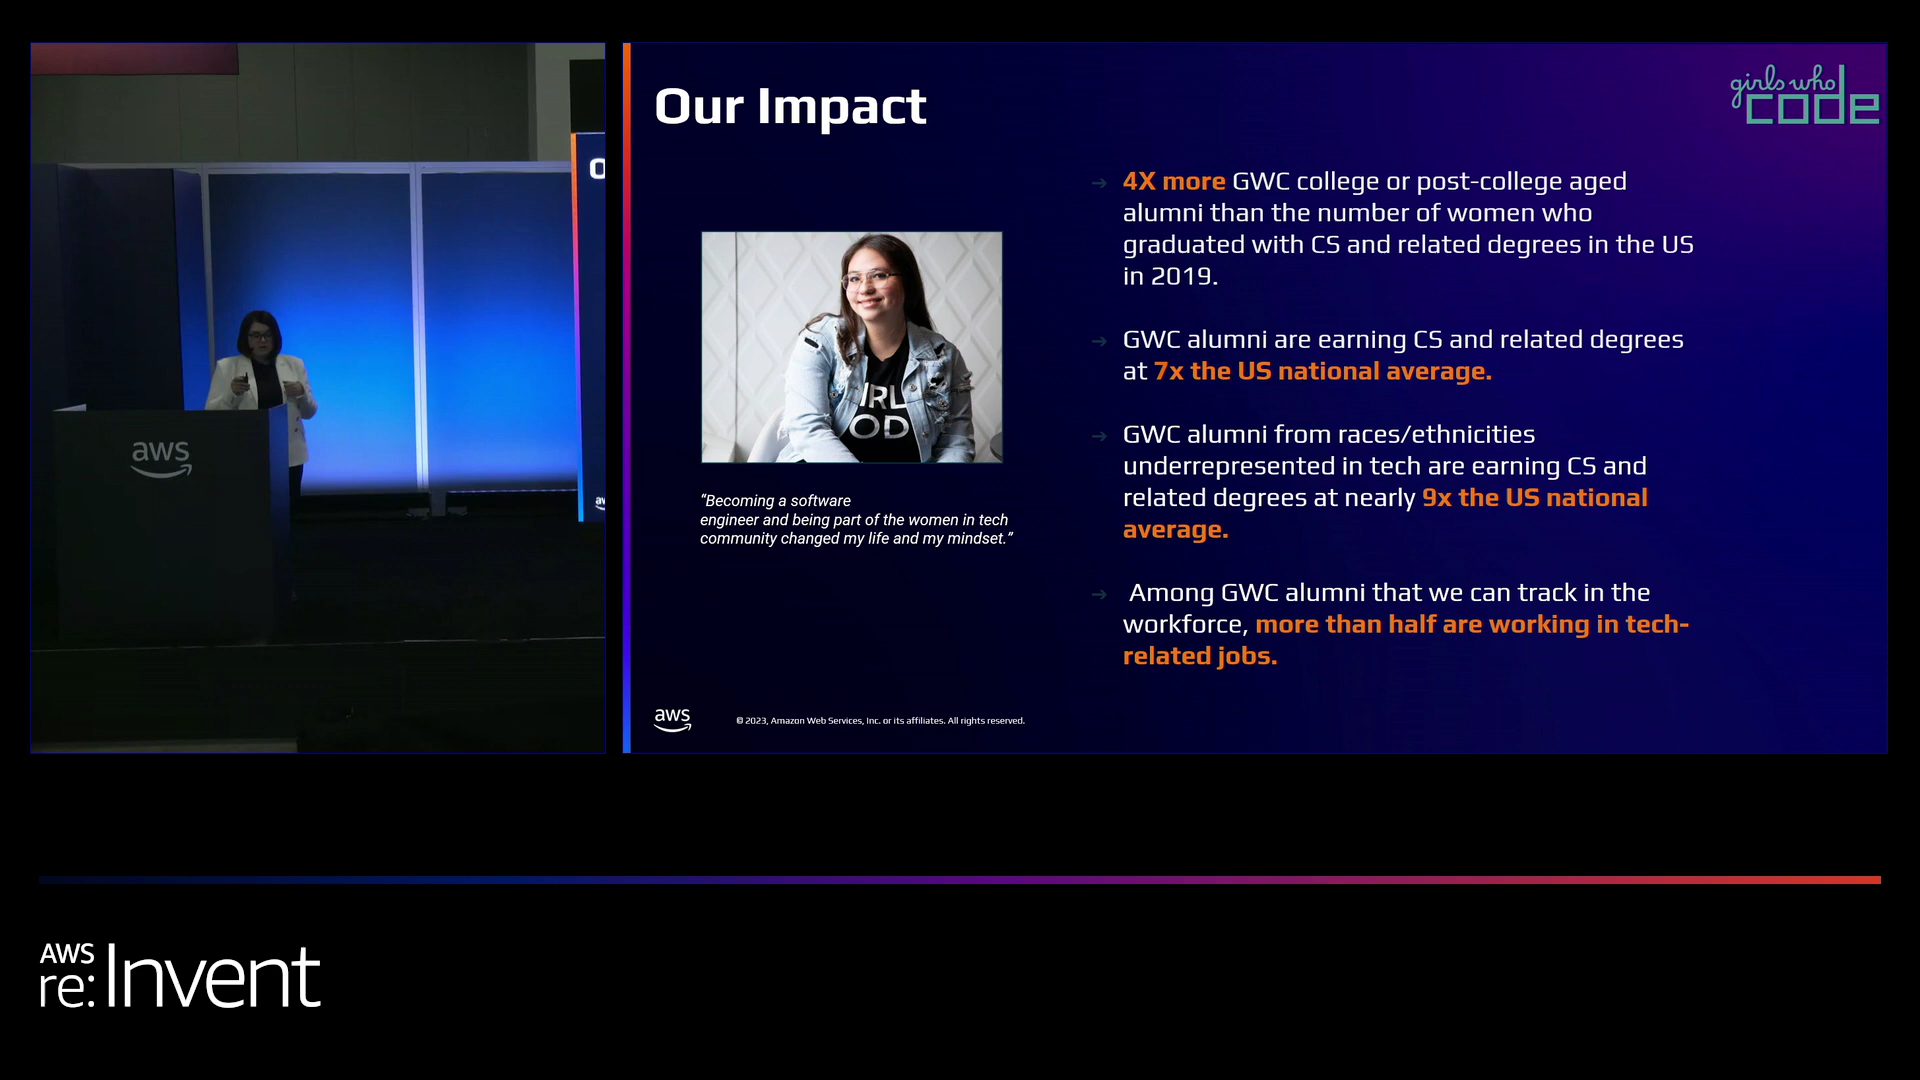 aws
O
Our Impact
girls who
code
4X more GWC college or post-college aged
alumni than the number of women who
graduated with CS and related degrees in the US
in 2019.
GWC alumni are earning CS and related degrees
at 7x the US national average.
GWC alumni from races/ethnicities
underrepresented in tech are earning CS and
related degrees at nearly 9x the US national
average.
Among GWC alumni that we can track in the
workforce, more than half are working in tech-
related jobs.
IRL
OD
“Becoming a software
engineer and being part of the women in tech
community changed my life and my mindset.”
aws
© 2023, Amazon Web Services, Inc. or its affiliates. All rights reserved.
AWS
re:Invent